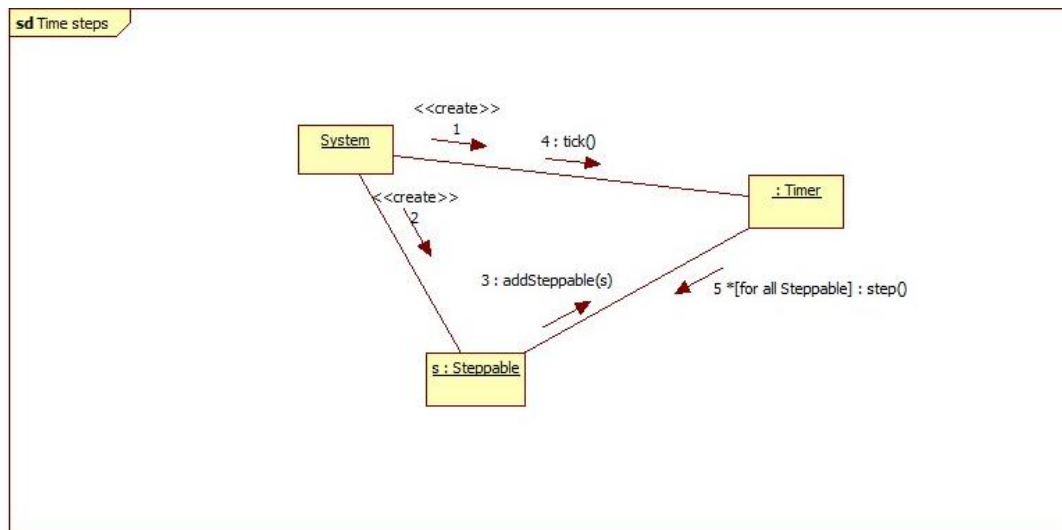 sd Time steps
<<create>>
1
System
4 : tick()
: Timer
<<create>>
2
3 : addSteppable(s)
5 *[for all Steppable] : step()
s : Steppable